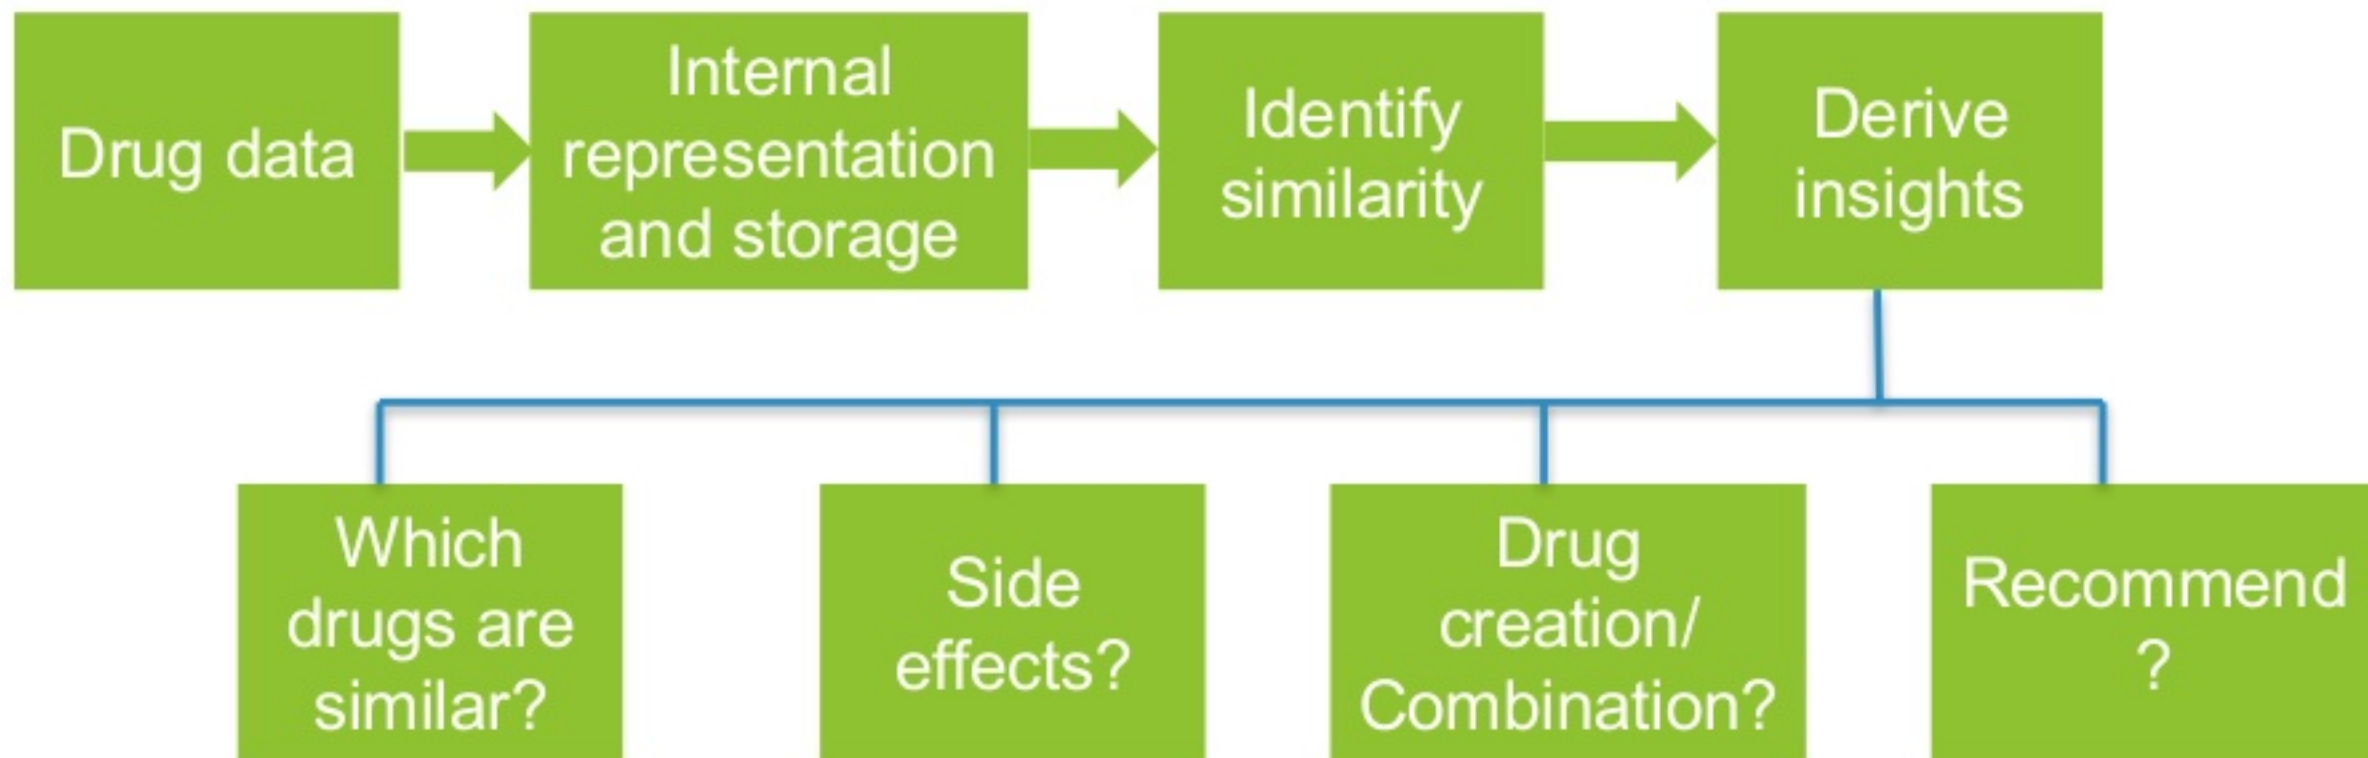 Drug data
Internal
representation
and storage
Identify
similarity
Derive
insights
Which
drugs are
similar?
Side
effects?
Drug
creation/
Combination?
Recommend
?